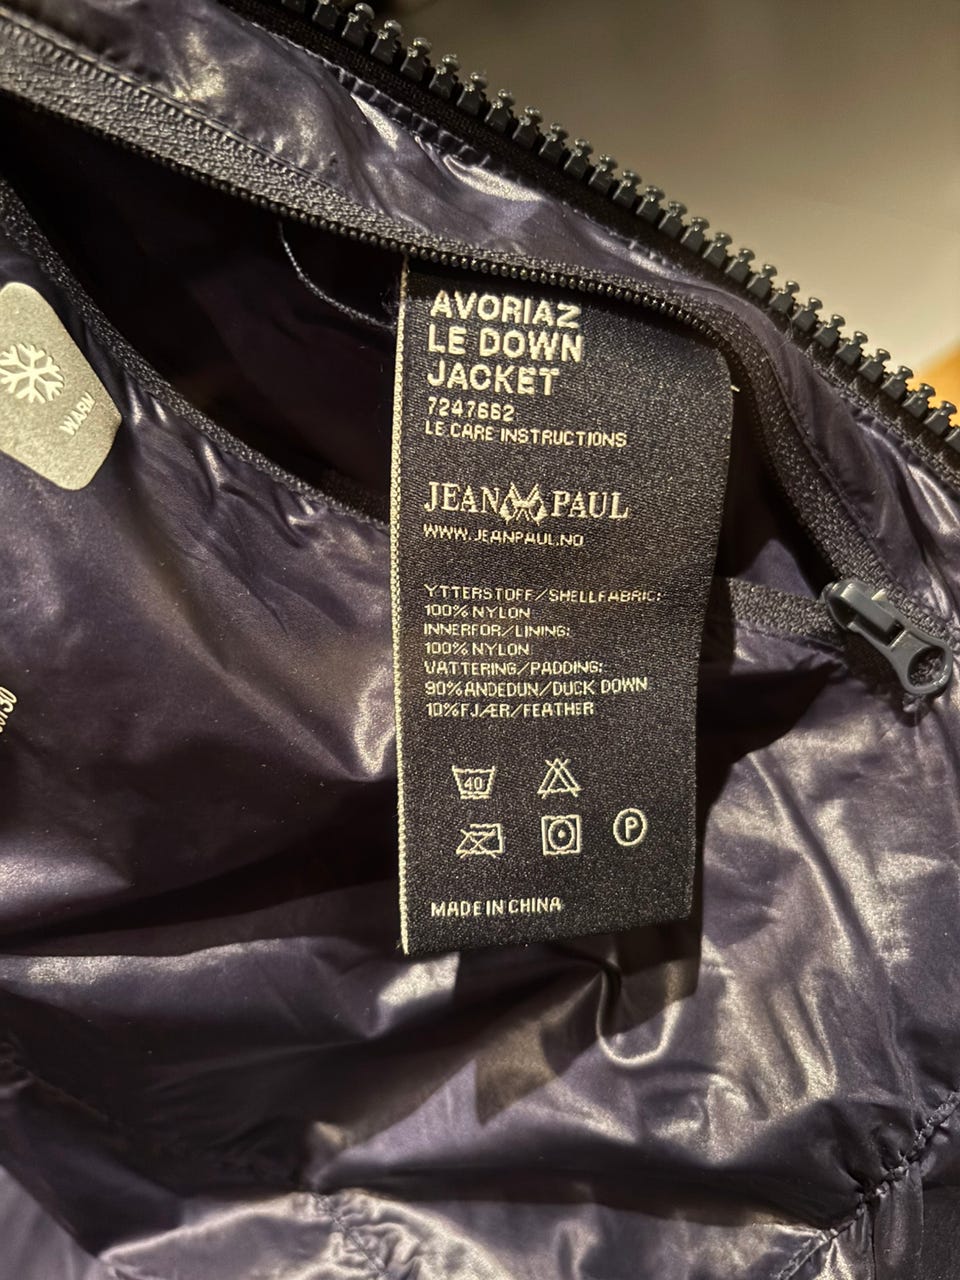 AVORIAZ
LE DOWN
JACKET
7247662
LE CARE INSTRUCTIONS
JEAN PAUL
WWW.JEANPAUL.NO
YTTERSTOFF/SHELLFABRIC:
100% NYLON
INNERFOR/LINING:
100% NYLON
VATTERING/PADDING:
90% ANDEDUN/DUCK DOWN
10% FJÆR/FEATHER
40
P
MADE IN CHINA
WARM